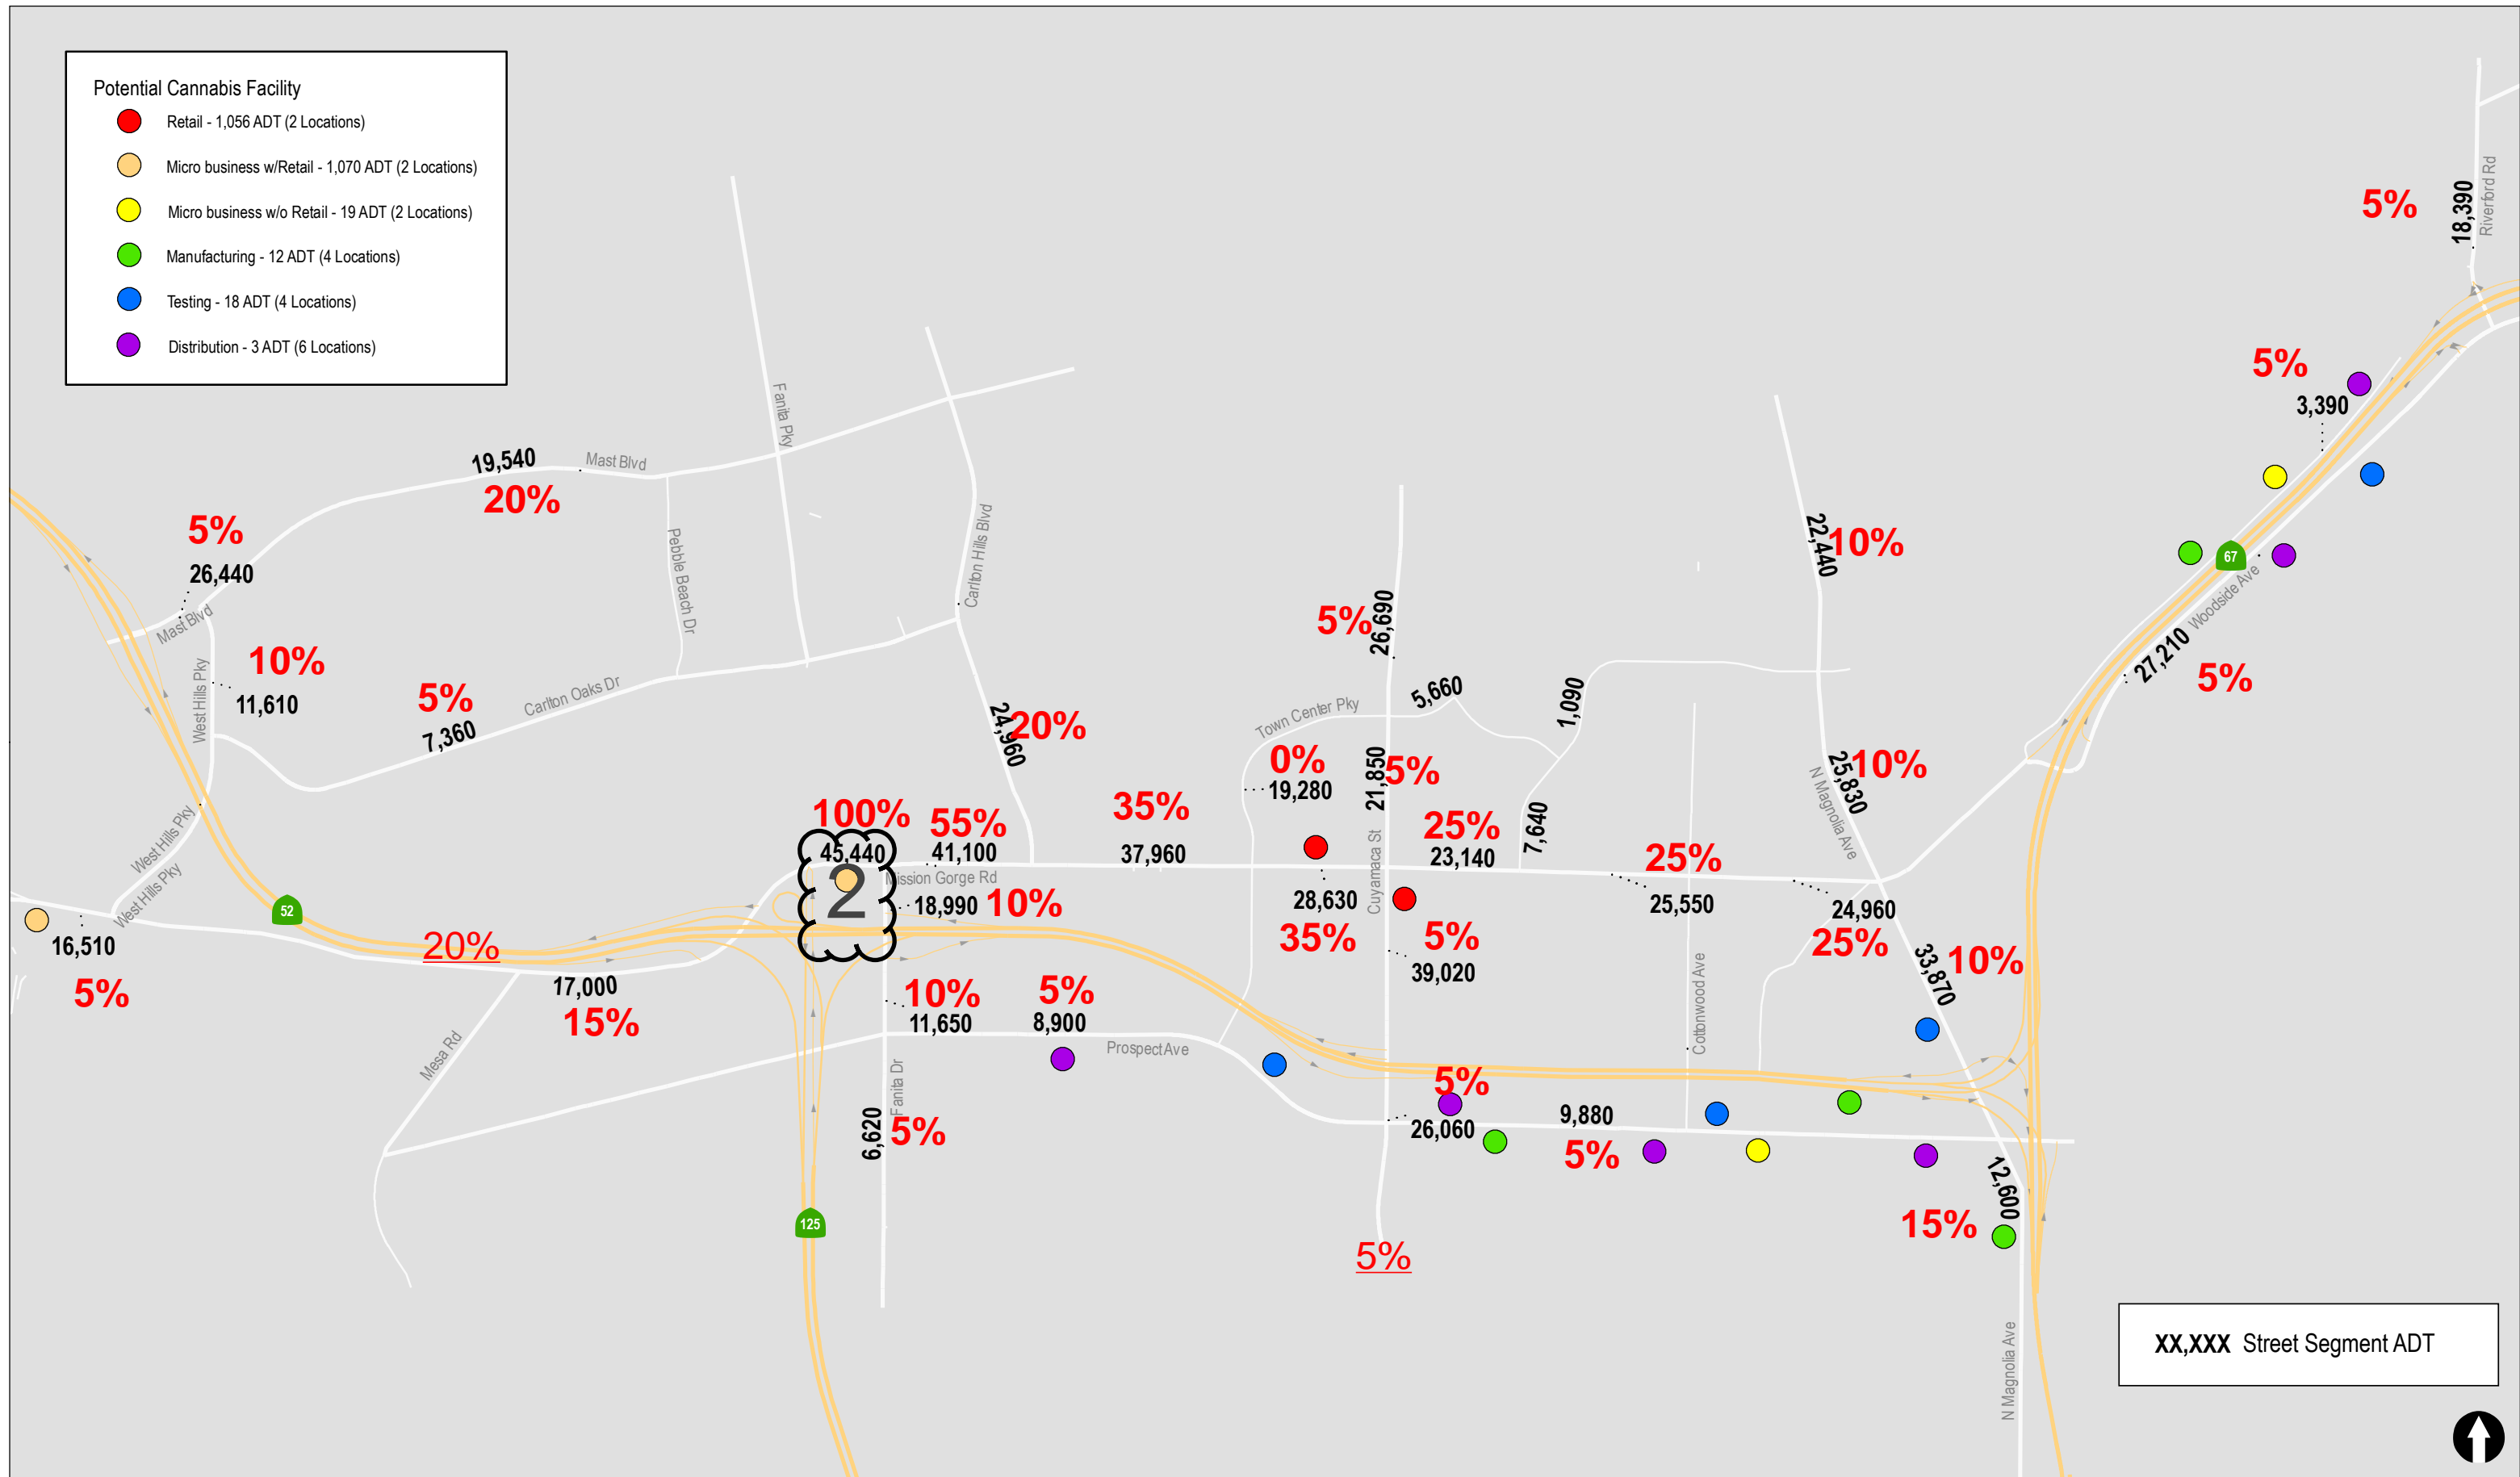 Potential Cannabis Facility
Retail - 1,056 ADT (2 Locations)
Micro business w/Retail - 1,070 ADT (2 Locations)
Micro business w/o Retail - 19 ADT (2 Locations)
Manufacturing - 12 ADT (4 Locations)
Testing - 18 ADT (4 Locations)
Distribution - 3 ADT (6 Locations)
5%
18,390
Riverford Rd
5%
3,390
Fanita Pky
19,540
Mast Blvd
20%
5%
26,440
Mast Blvd
Pebble Beach Dr
Carlton Hills Blvd
22,440
10%
67
Woodside Ave
27,210
5%
10%
West Hills Pky
11,610
5%
7,360
Carlton Oaks Dr
24,960
20%
5%
26,690
5,660
1,090
Town Center Pky
0%
19,280
21,850
5%
25,830
10%
N Magnolia Ave
West Hills Pky
West Hills Pky
100%
45,440
2
55%
41,100
Mission Gorge Rd
35%
37,960
25%
23,140
7,640
25%
25,550
24,960
25%
28,630
35%
Cuyamaca St
5%
39,020
18,990
10%
52
16,510
5%
20%
17,000
15%
Mesa Rd
10%
11,650
5%
8,900
Prospect Ave
Fanita Dr
6,620
5%
125
Cottonwood Ave
33,870
10%
5%
26,060
9,880
5%
12,600
15%
5%
N Magnolia Ave
XX,XXX Street Segment ADT